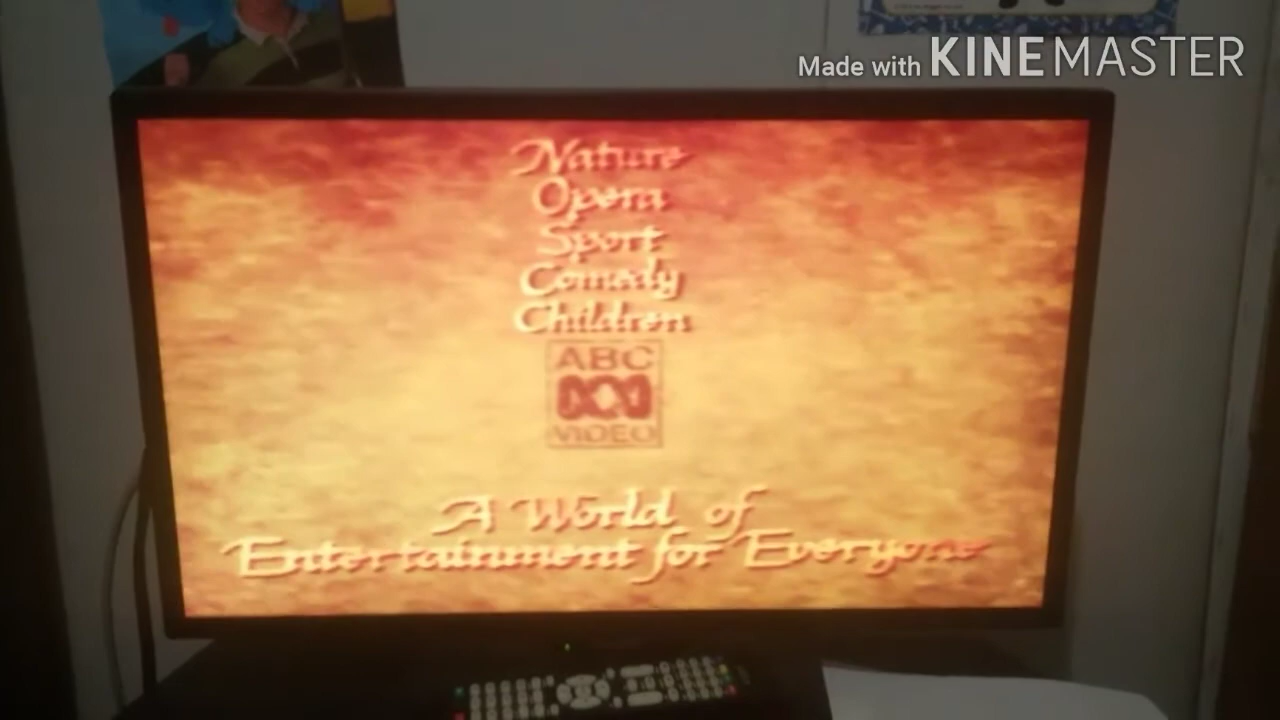 Made with KINEMASTER
Nature
Opera
Sport
Comedy
Children
ABC
VIDEO
A World of
Entertainment for Everyone